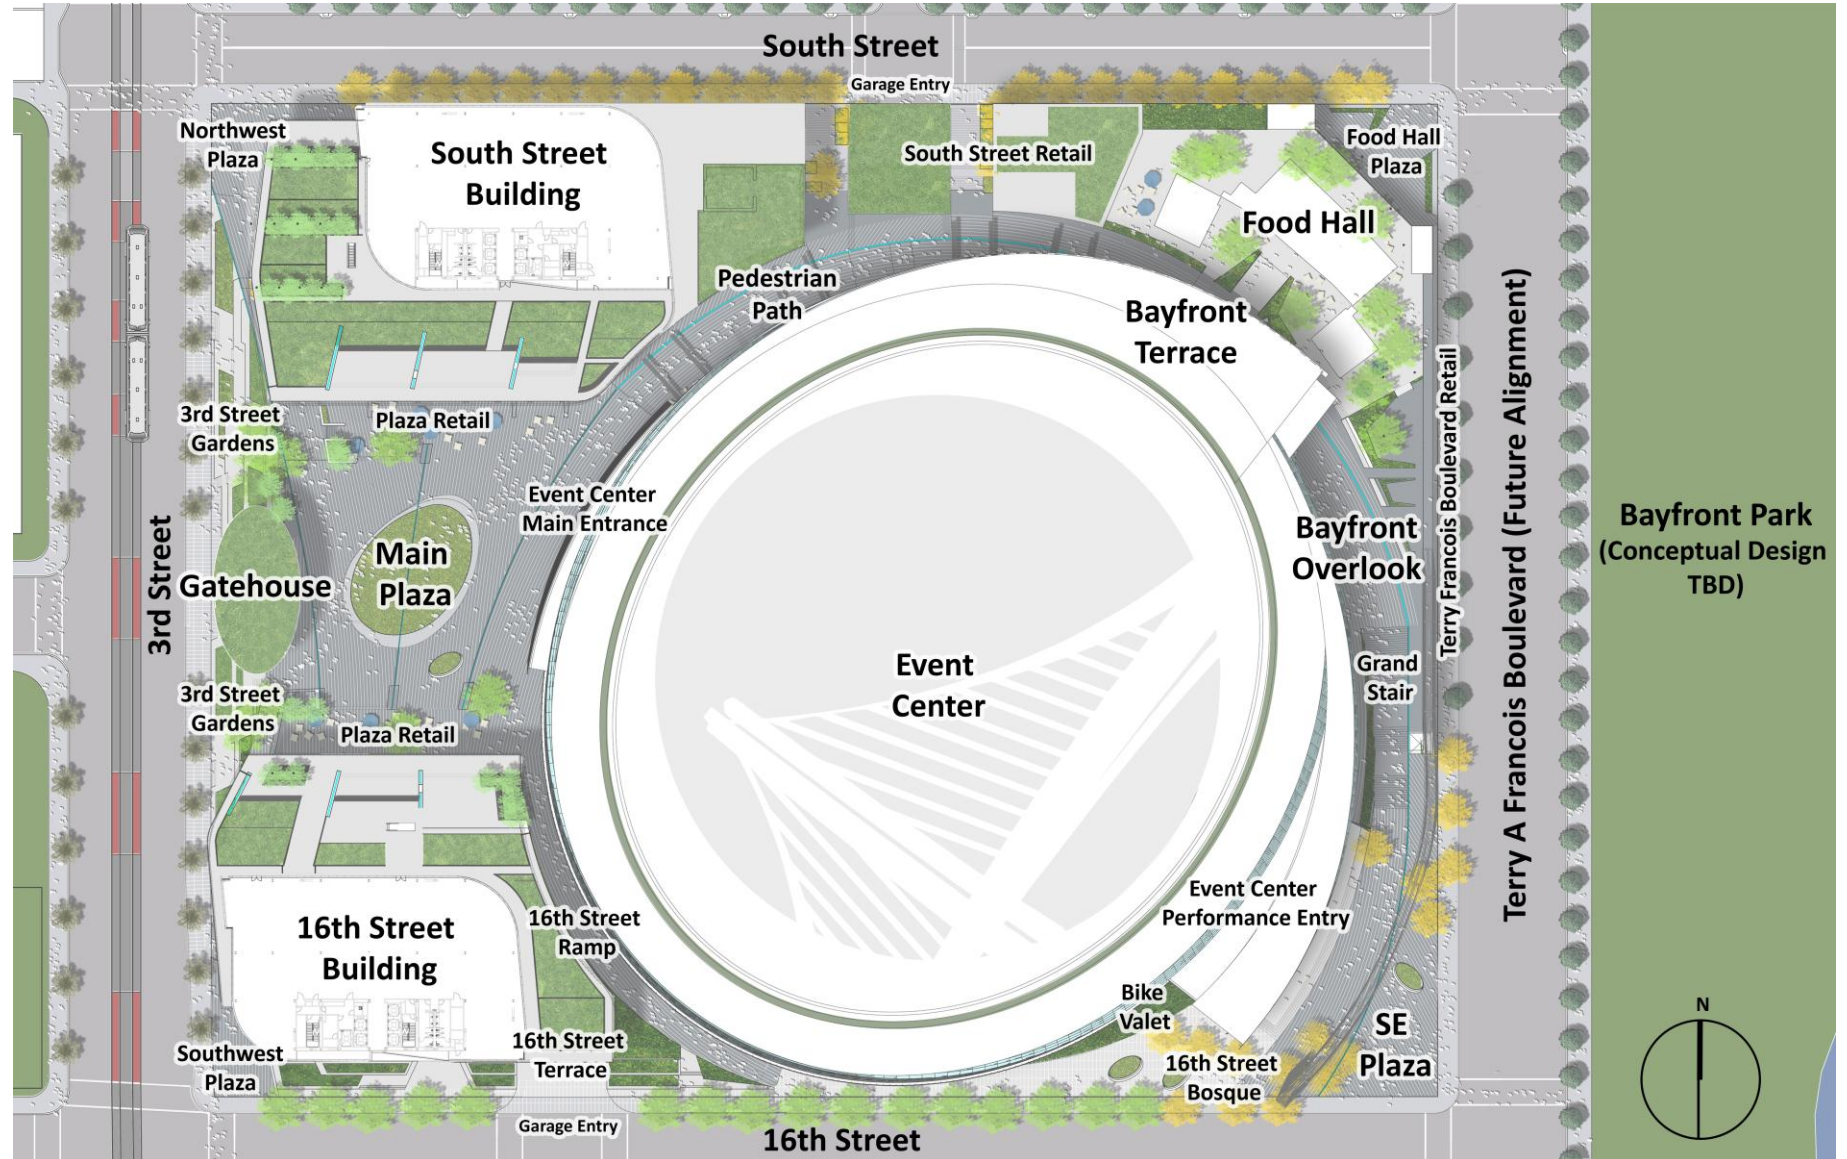 South Street
Garage Entry
Northwest
Plaza
South Street
Building
South Street Retail
Food Hall
Plaza
Food Hall
Pedestrian
Path
Bayfront
Terrace
3rd Street
Gardens
Plaza Retail
Event Center
Main Entrance
Main
Plaza
Gatehouse
3rd Street
Bayfront
Overlook
Terry Francois Boulevard Retail
Terry A Francois Boulevard (Future Alignment)
Bayfront Park
(Conceptual Design
TBD)
Event
Center
Grand
Stair
3rd Street
Gardens
Plaza Retail
16th Street
Building
16th Street
Ramp
Event Center
Performance Entry
Bike
Valet
SE
Plaza
N
Southwest
Plaza
16th Street
Terrace
16th Street
Bosque
Garage Entry
16th Street